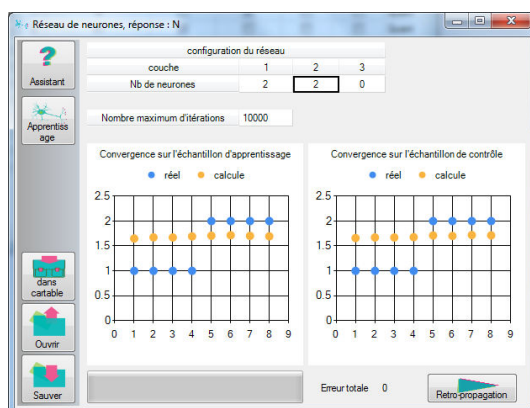 Réseau de neurones, réponse : N
Assistant
Apprentiss
age
dans
cartable
Ouvrir
Sauver
configuration du réseau
couche 1 2 3
Nb de neurones 2 2 0
Nombre maximum d'itérations 10000
Convergence sur l'échantillon d'apprentissage
réel calcule
2.5
2
1.5
1
0.5
0
0 1 2 3 4 5 6 7 8 9
Convergence sur l'échantillon de contrôle
réel calcule
2.5
2
1.5
1
0.5
0
0 1 2 3 4 5 6 7 8 9
Erreur totale 0
Retro-propagation